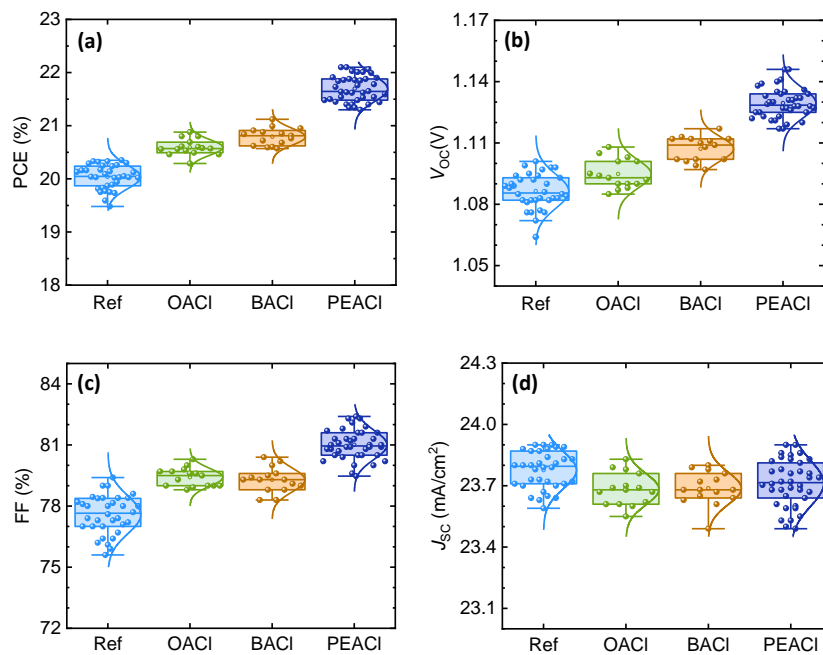 (a)
PCE (%)
23
22
21
20
19
18
Ref OACl BACl PEACl
(b)
VOC(V)
1.17
1.14
1.11
1.08
1.05
Ref OACl BACl PEACl
(c)
FF (%)
84
81
78
75
72
Ref OACl BACl PEACl
(d)
JSC (mA/cm²)
24.3
24.0
23.7
23.4
23.1
Ref OACl BACl PEACl